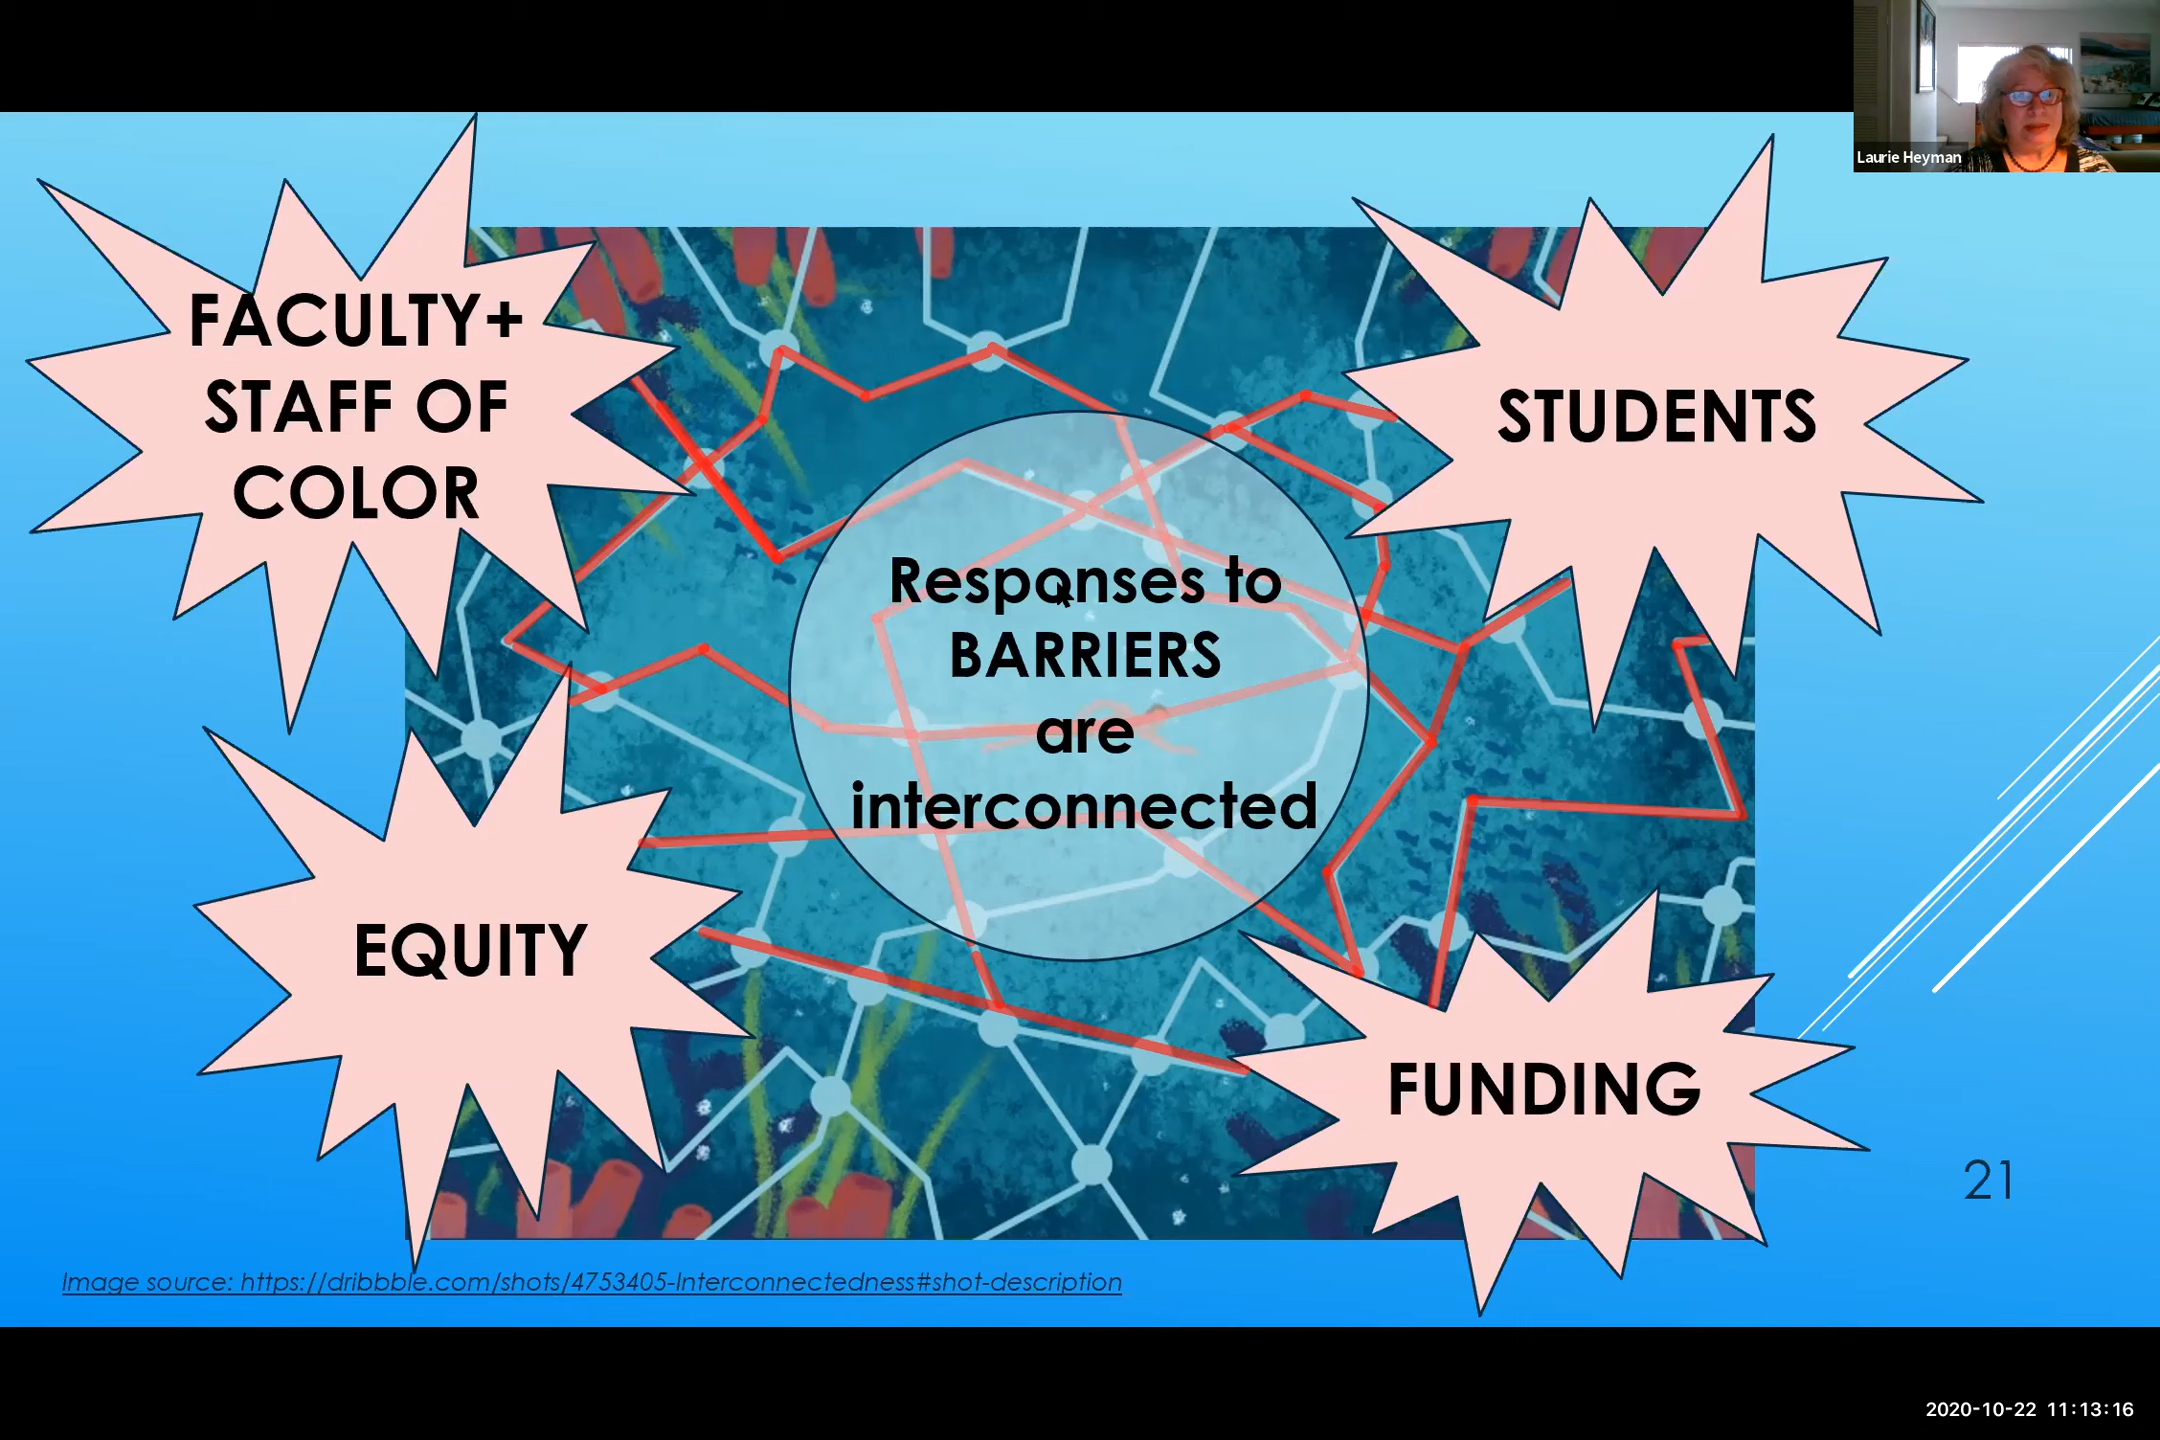 Laurie Heyman
FACULTY+
STAFF OF
COLOR
STUDENTS
Responses to
BARRIERS
are
interconnected
EQUITY
FUNDING
21
Image source: https://dribbble.com/shots/4753405-Interconnectedness#shot-description
2020-10-22 11:13:16